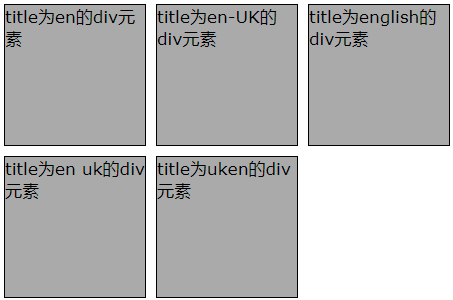 title为en的div元
素
title为en-UK的
div元素
title为english的
div元素
title为en uk的div
元素
title为uken的div
元素